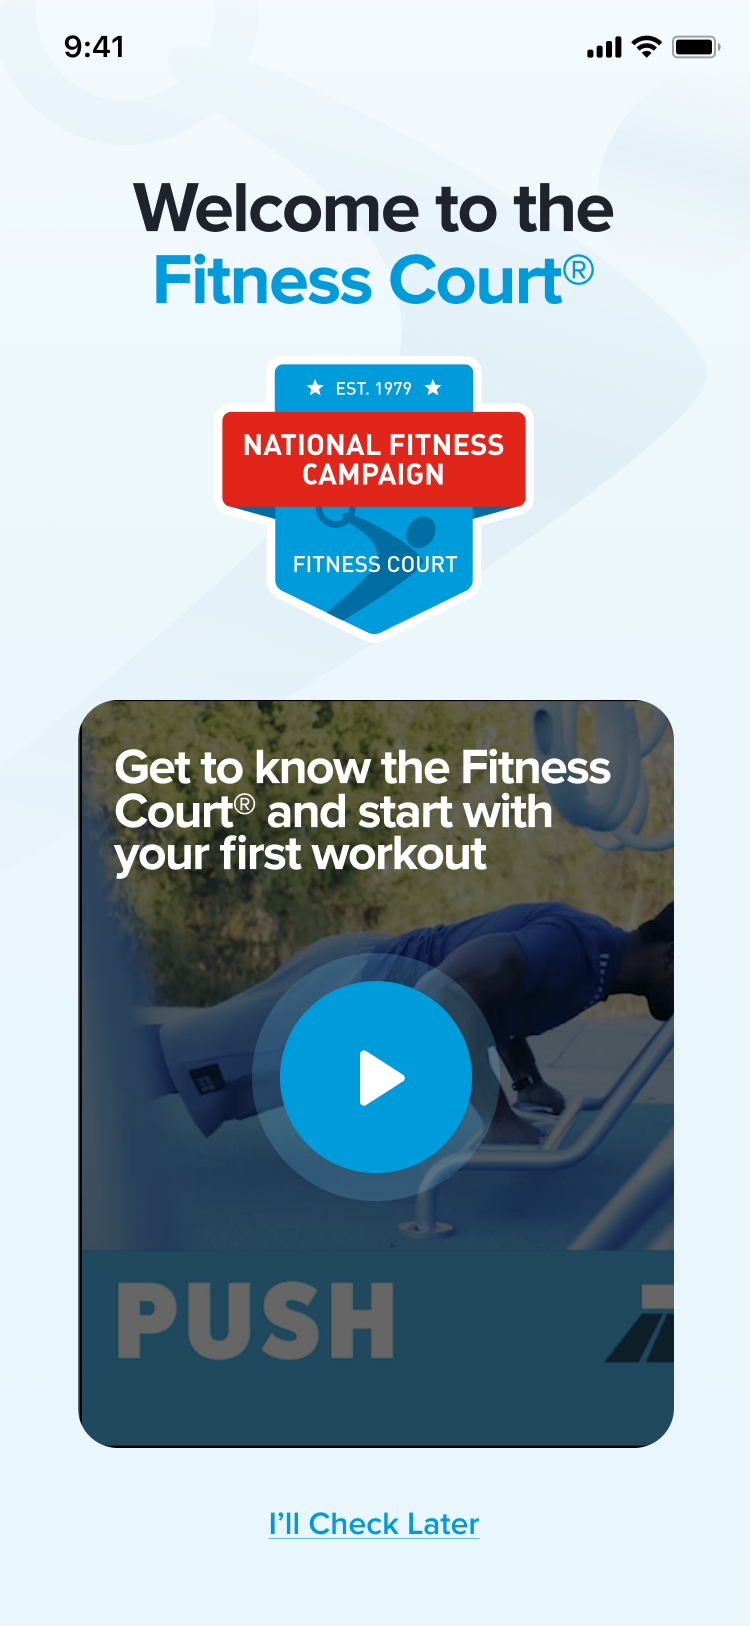 9:41
Welcome to the
Fitness Court®
EST. 1979
NATIONAL FITNESS
CAMPAIGN
FITNESS COURT
Get to know the Fitness
Court® and start with
your first workout
PUSH
I’ll Check Later